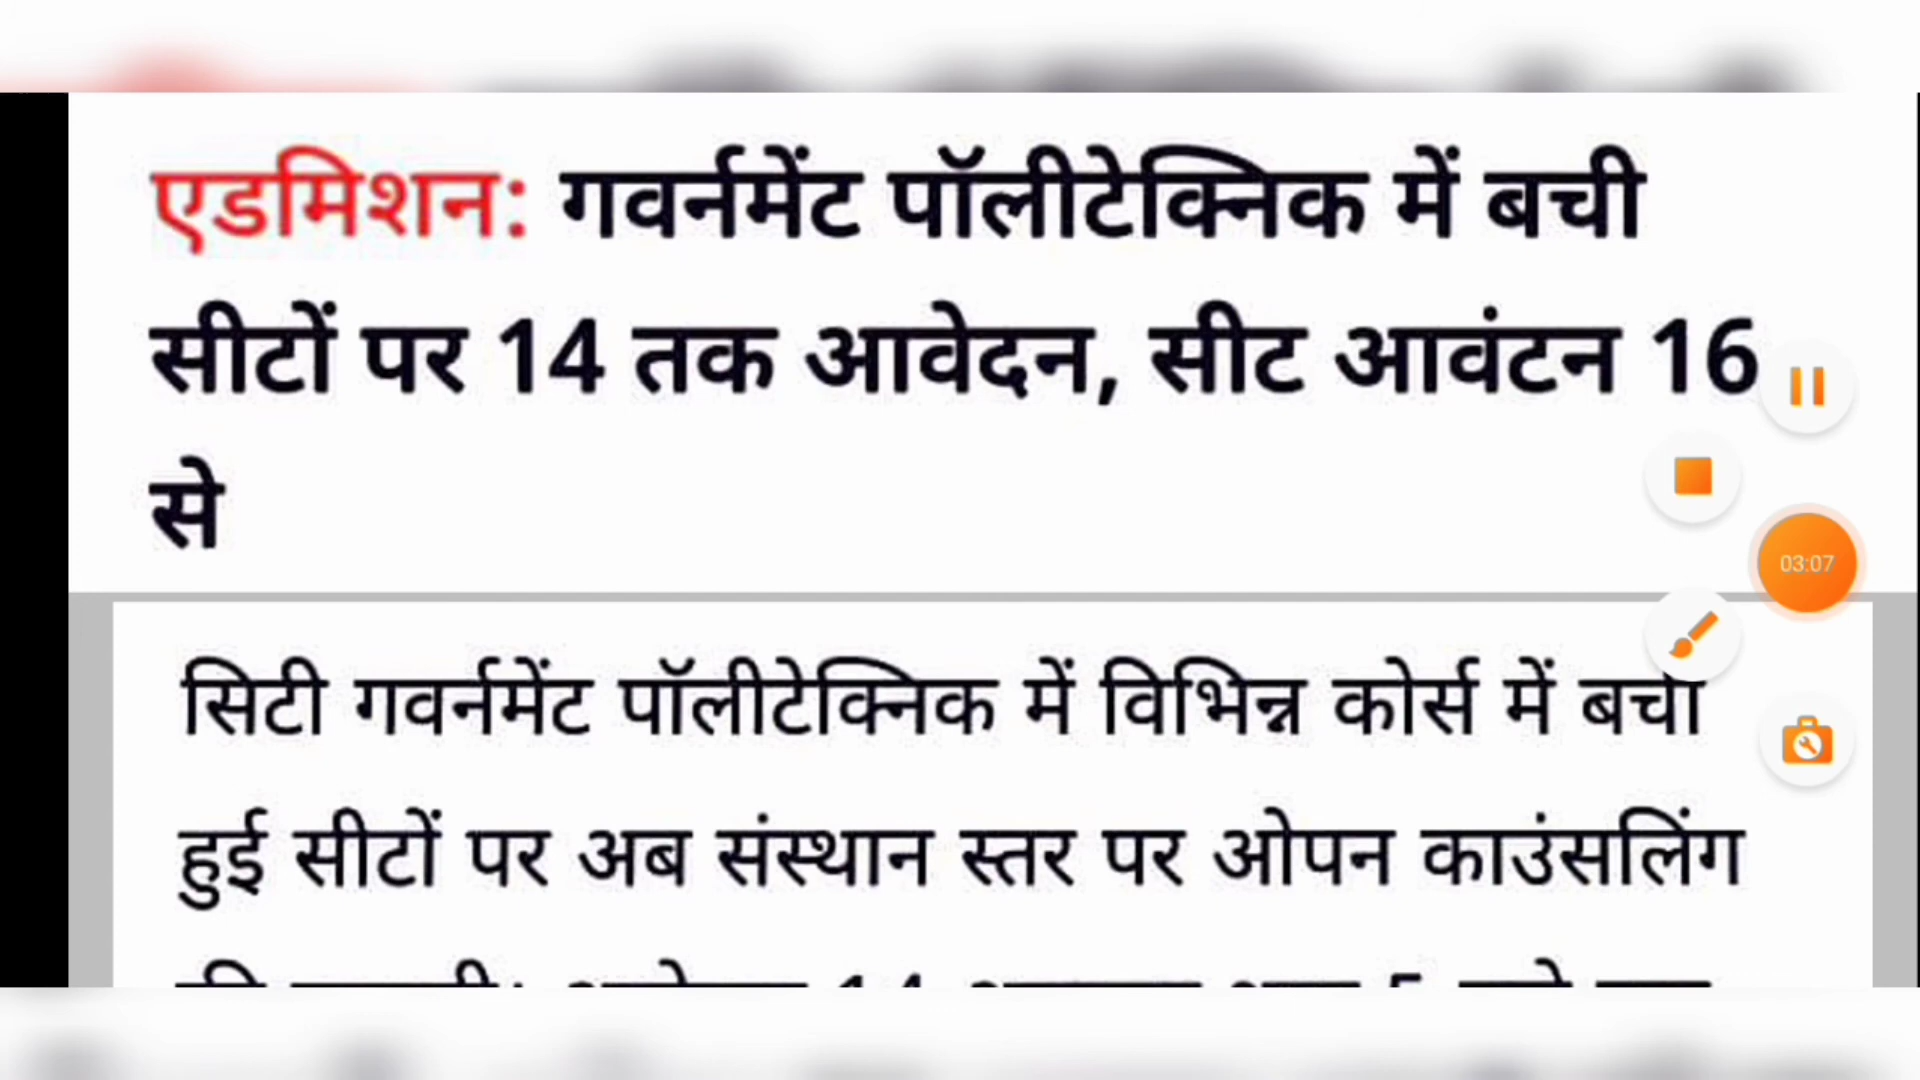 एडमिशन: गवर्नमेंट पॉलीटेक्निक में बची
सीटों पर 14 तक आवेदन, सीट आवंटन 16
से
03:07
सिटी गवर्नमेंट पॉलीटेक्निक में विभिन्न कोर्स में बची
हुई सीटों पर अब संस्थान स्तर पर ओपन काउंसलिंग